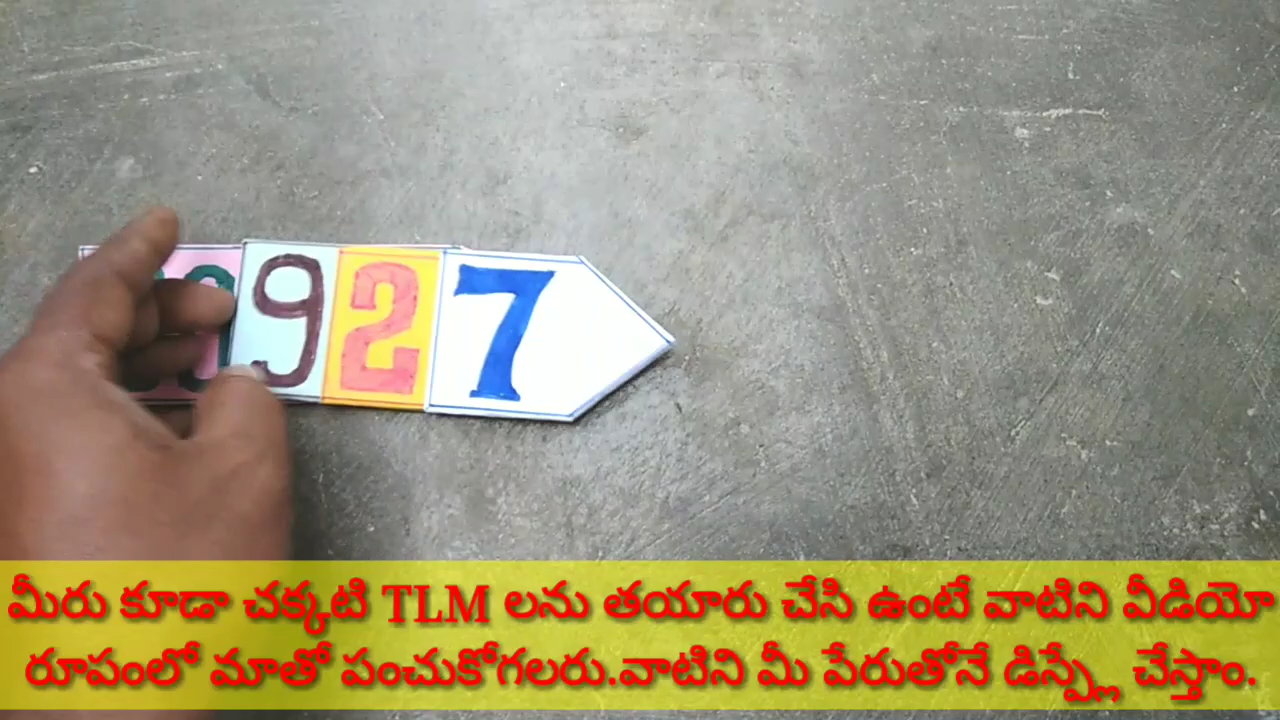 927
మీరు కూడా చక్కటి TLM లను తయారు చేసి ఉంటే వాటిని వీడియో
రూపంలో మాతో పంచుకోగలరు.వాటిని మీ పేరుతోనే డిస్ప్లే చేస్తాం.